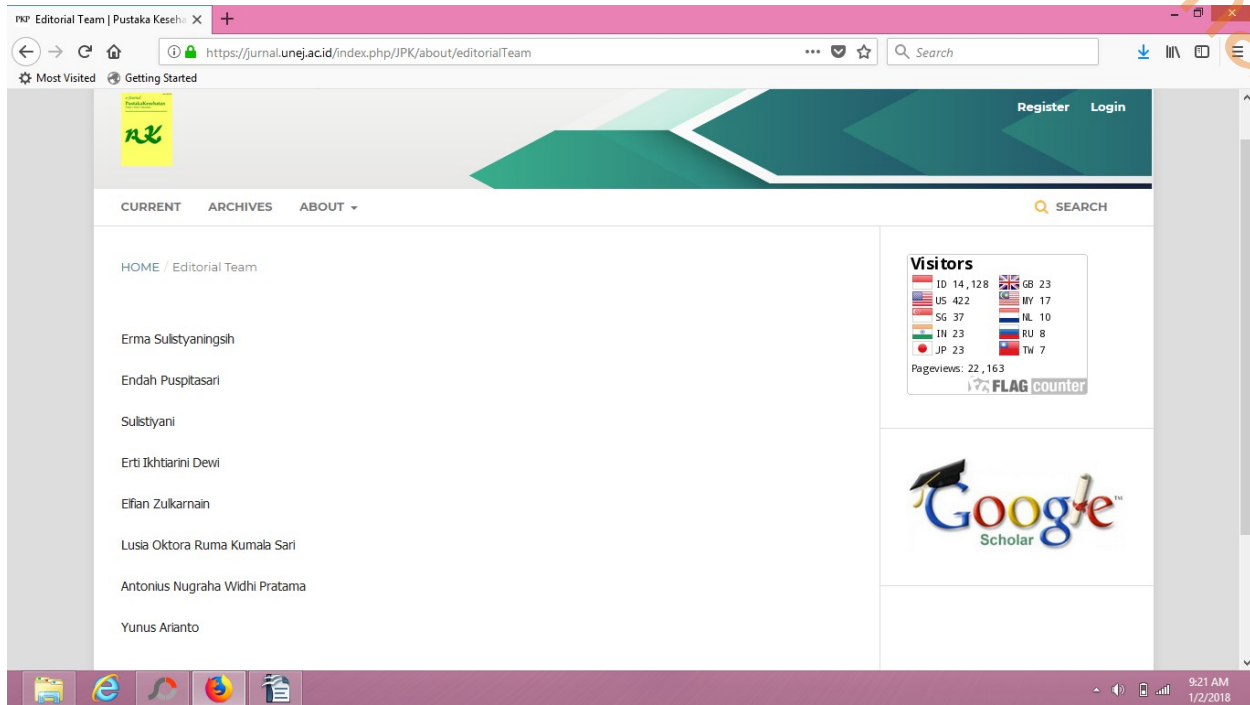 PKP Editorial Team | Pustaka Keseha
https://jurnal.unej.ac.id/index.php/JPK/about/editorialTeam
Search
Most Visited Getting Started
PustakaKesehatan
Register Login
CURRENT ARCHIVES ABOUT
SEARCH
HOME / Editorial Team
Erma Sulistyaningsih
Endah Puspitasari
Sulistiyani
Erti Ikhtiarini Dewi
Elfian Zulkarnain
Lusia Oktora Ruma Kumala Sari
Antonius Nugraha Widhi Pratama
Yunus Arianto
Visitors
ID 14,128 GB 23
US 422 MY 17
SG 37 NL 10
IN 23 RU 8
JP 23 TW 7
Pageviews: 22,163
FLAG counter
Google™
Scholar
9:21 AM
1/2/2018